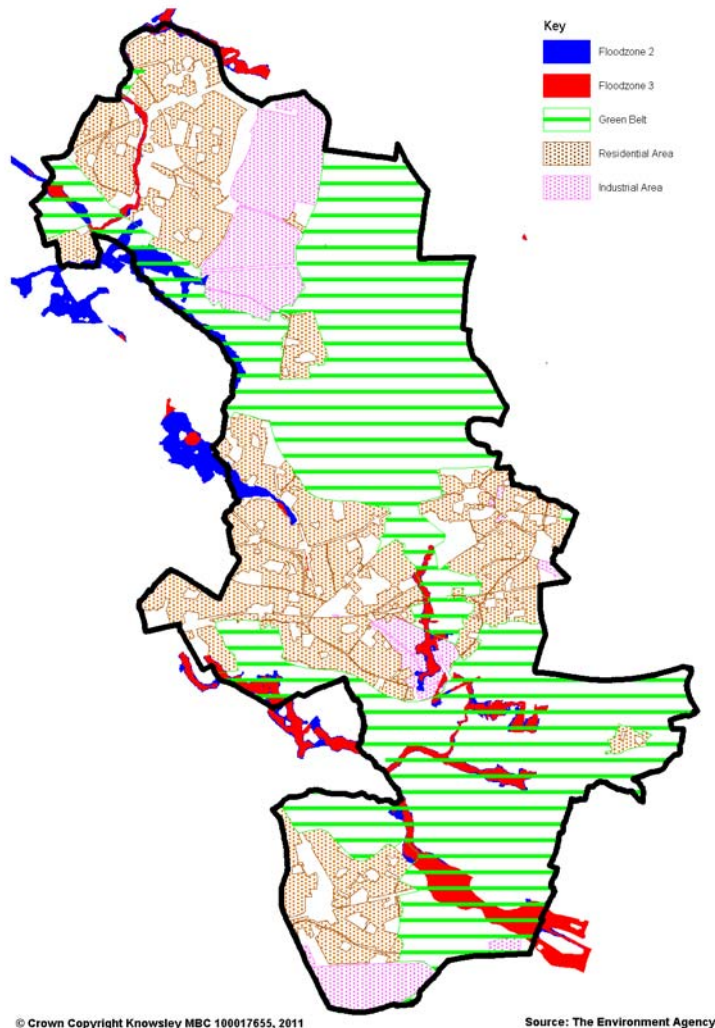 Key
Floodzone 2
Floodzone 3
Green Belt
Residential Area
Industrial Area
© Crown Copyright Knowsley MBC 100017655, 2011
Source: The Environment Agency